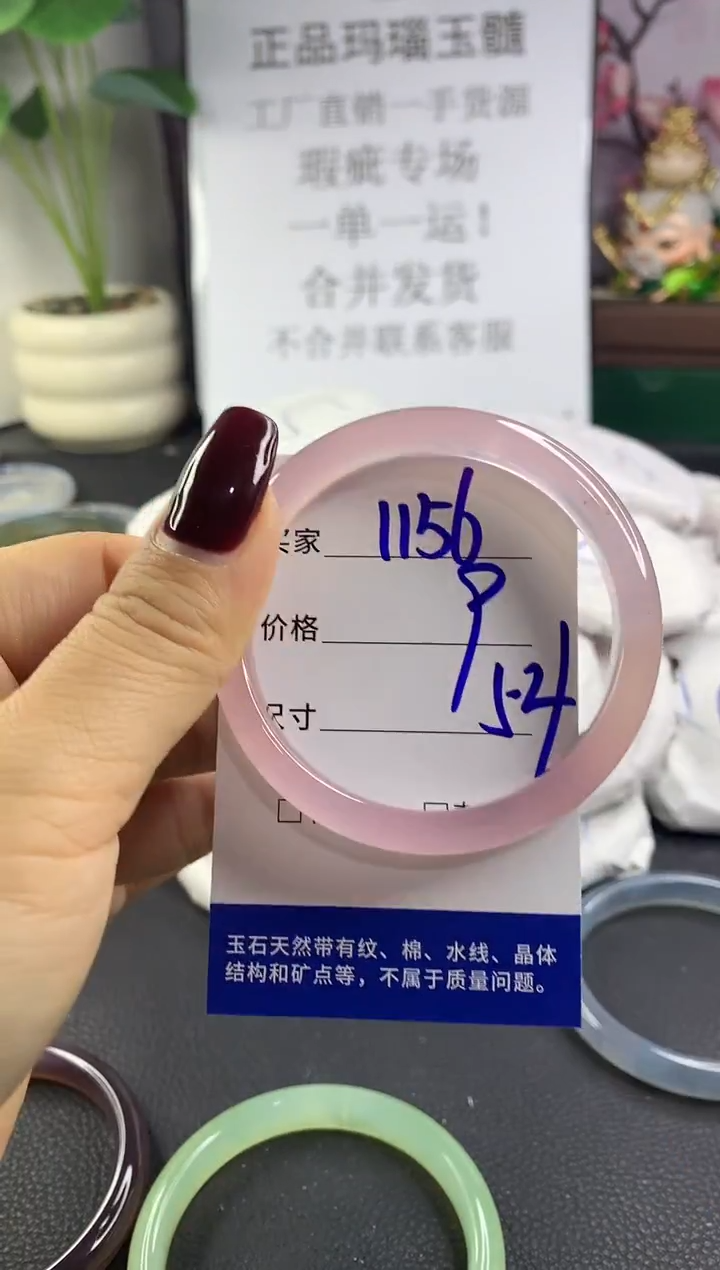 正品玛瑙玉髓
工厂直销一手货源
瑕疵专场
一单一运!
合并发货
不合并联系客服
买家 1156
价格
尺寸 54
玉石天然带有纹、棉、水线、晶体
结构和矿点等，不属于质量问题。